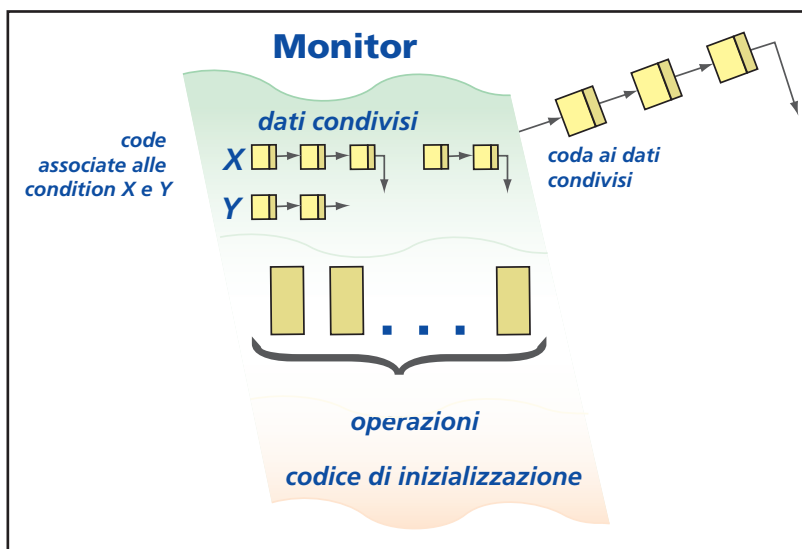 Monitor
dati condivisi
code
associate alle
condition X e Y
X
Y
coda ai dati
condivisi
. . .
operazioni
codice di inizializzazione